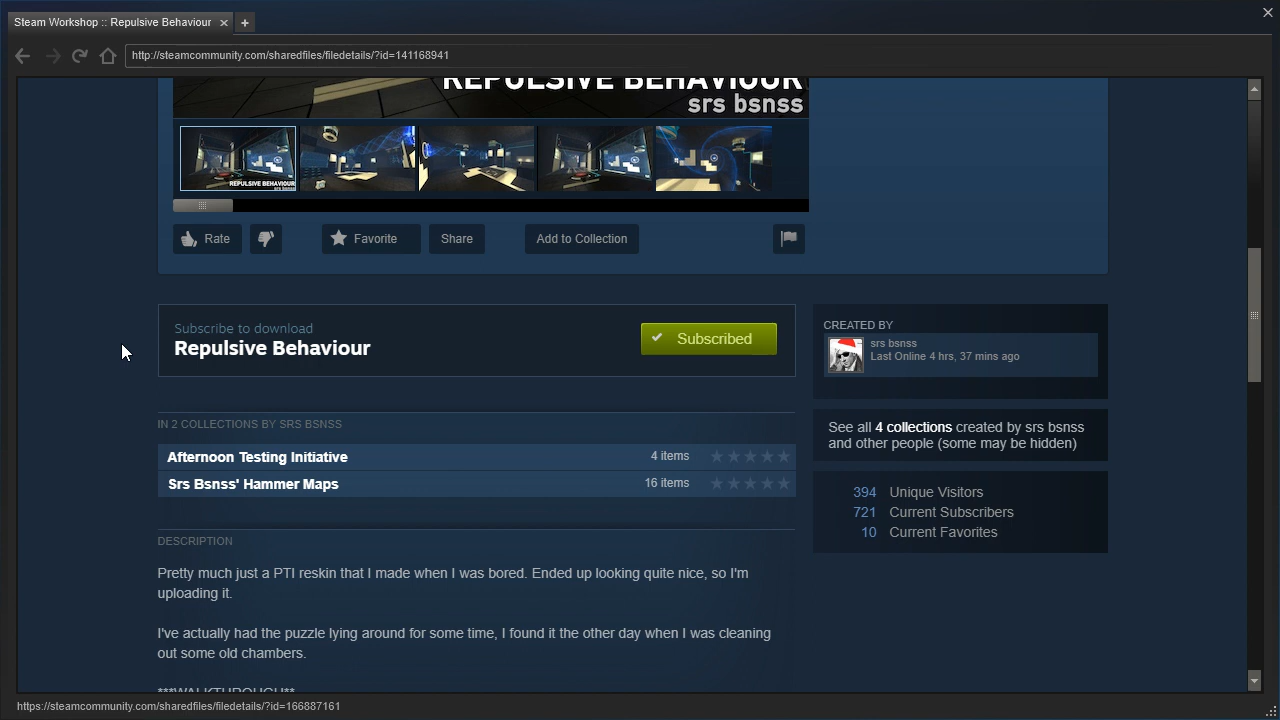 Steam Workshop :: Repulsive Behaviour
http://steamcommunity.com/sharedfiles/filedetails/?id=141168941
REPULSIVE BEHAVIOUR
srs bsnss
REPULSIVE BEHAVIOUR
srs bsnss
Rate
Favorite
Share
Add to Collection
Subscribe to download
Repulsive Behaviour
Subscribed
CREATED BY
srs bsnss
Last Online 4 hrs, 37 mins ago
IN 2 COLLECTIONS BY SRS BSNSS
Afternoon Testing Initiative 4 items
Srs Bsnss' Hammer Maps 16 items
See all 4 collections created by srs bsnss
and other people (some may be hidden)
394 Unique Visitors
721 Current Subscribers
10 Current Favorites
DESCRIPTION
Pretty much just a PTI reskin that I made when I was bored. Ended up looking quite nice, so I'm
uploading it.
I've actually had the puzzle lying around for some time, I found it the other day when I was cleaning
out some old chambers.
***WALKTHROUGH**
https://steamcommunity.com/sharedfiles/filedetails/?id=166887161